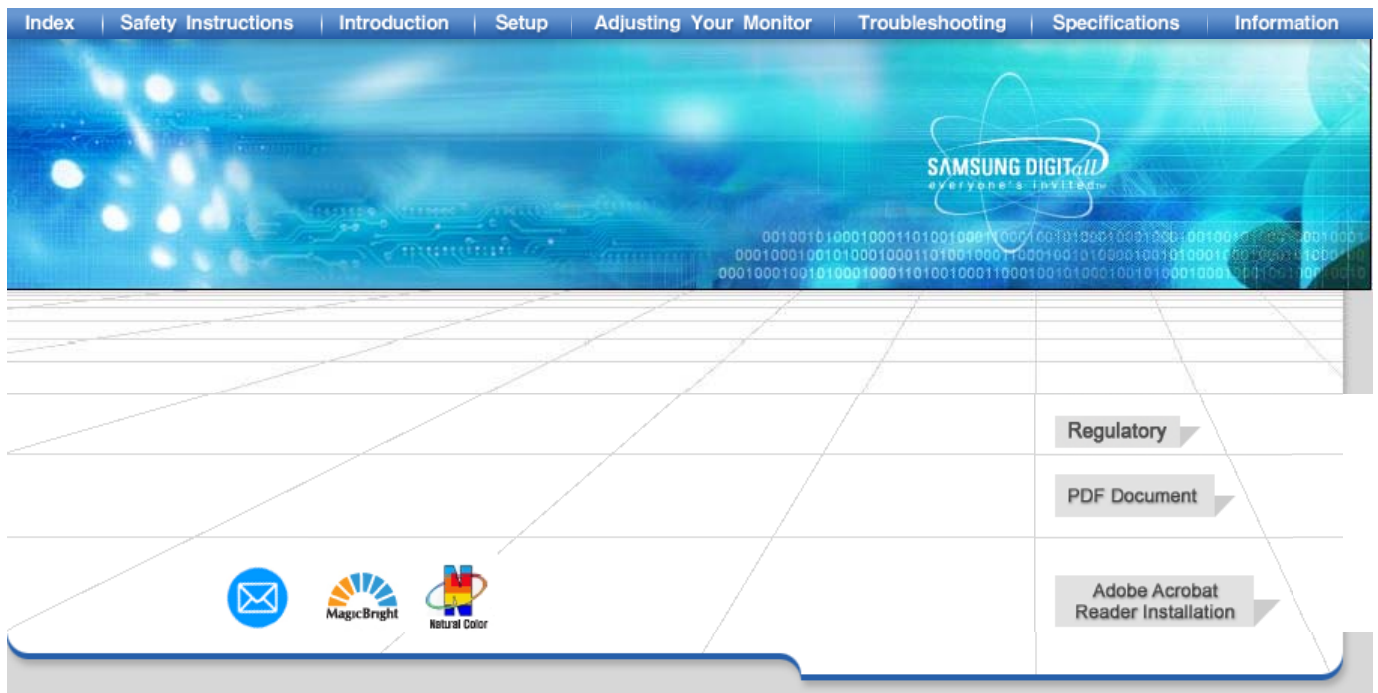 Index | Safety Instructions | Introduction | Setup | Adjusting Your Monitor | Troubleshooting | Specifications | Information
SAMSUNG DIGITall
everyone's invited™
Regulatory
PDF Document
MagicBright
Natural Color
Adobe Acrobat
Reader Installation